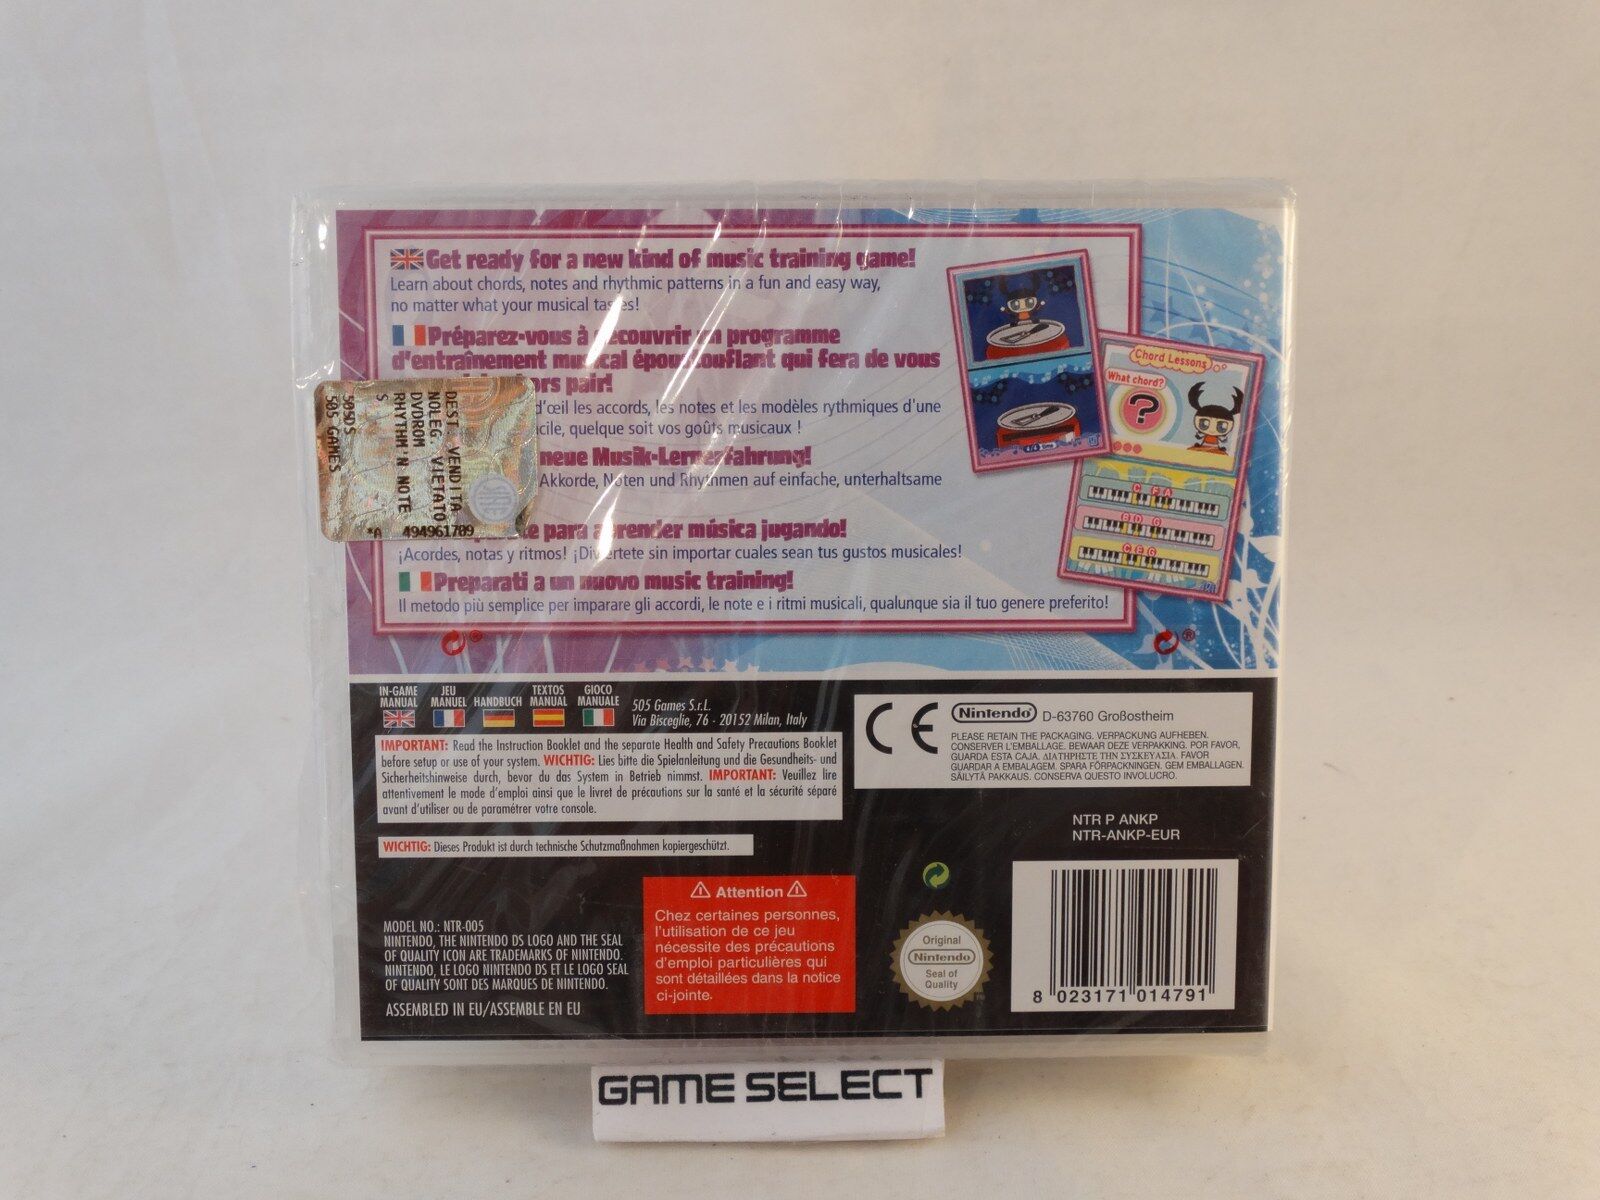 Get ready for a new kind of music training game!
Learn about chords, notes and rhythmic patterns in a fun and easy way,
no matter what your musical tastes!
Préparez-vous à découvrir un programme
d'entraînement musical époustouflant qui fera de vous
hors pair!
d'œil les accords, les notes et les modèles rythmiques d'une
quelque soit vos goûts musicaux !
neue Musik-Lernerfahrung!
Akkorde, Noten und Rhythmen auf einfache, unterhaltsame
para aprender música jugando!
¡Acordes, notas y ritmos! ¡Diviertete sin importar cuales sean tus gustos musicales!
Preparati a un nuovo music training!
Il metodo più semplice per imparare gli accordi, le note e i ritmi musicali, qualunque sia il tuo genere preferito!
DEST. VENDITA
NOLEG. VIETATO
DVDROM
RHYTHM'N NOTE
S
505DS
505 GAMES
*A 494961709
SIAE
Chord Lessons
What chord?
?
C F A
B D G
C E G
IN-GAME MANUAL
JEU MANUEL
HANDBUCH
TEXTOS MANUAL
GIOCO MANUALE
505 Games S.r.L.
Via Bisceglie, 76 - 20152 Milan, Italy
IMPORTANT: Read the Instruction Booklet and the separate Health and Safety Precautions Booklet
before setup or use of your system. WICHTIG: Lies bitte die Spielanleitung und die Gesundheits- und
Sicherheitshinweise durch, bevor du das System in Betrieb nimmst. IMPORTANT: Veuillez lire
attentivement le mode d'emploi ainsi que le livret de précautions sur la santé et la sécurité séparé
avant d'utiliser ou de paramétrer votre console.
WICHTIG: Dieses Produkt ist durch technische Schutzmaßnahmen kopiergeschützt.
CE
Nintendo D-63760 Großostheim
PLEASE RETAIN THE PACKAGING. VERPACKUNG AUFHEBEN.
CONSERVER L'EMBALLAGE. BEWAAR DEZE VERPAKKING. POR FAVOR,
GUARDA ESTA CAJA. ΔΙΑΤΗΡΗΣΤΕ ΤΗΝ ΣΥΣΚΕΥΑΣΙΑ. FAVOR
GUARDAR A EMBALAGEM. SPARA FÖRPACKNINGEN. GEM EMBALLAGEN.
SÄILYTÄ PAKKAUS. CONSERVA QUESTO INVOLUCRO.
NTR P ANKP
NTR-ANKP-EUR
MODEL NO.: NTR-005
NINTENDO, THE NINTENDO DS LOGO AND THE SEAL
OF QUALITY ICON ARE TRADEMARKS OF NINTENDO.
NINTENDO, LE LOGO NINTENDO DS ET LE LOGO SEAL
OF QUALITY SONT DES MARQUES DE NINTENDO.
ASSEMBLED IN EU/ASSEMBLE EN EU
Attention
Chez certaines personnes,
l'utilisation de ce jeu
nécessite des précautions
d'emploi particulières qui
sont détaillées dans la notice
ci-jointe.
Original
Nintendo
Seal of
Quality
8 023171 014791
GAME SELECT